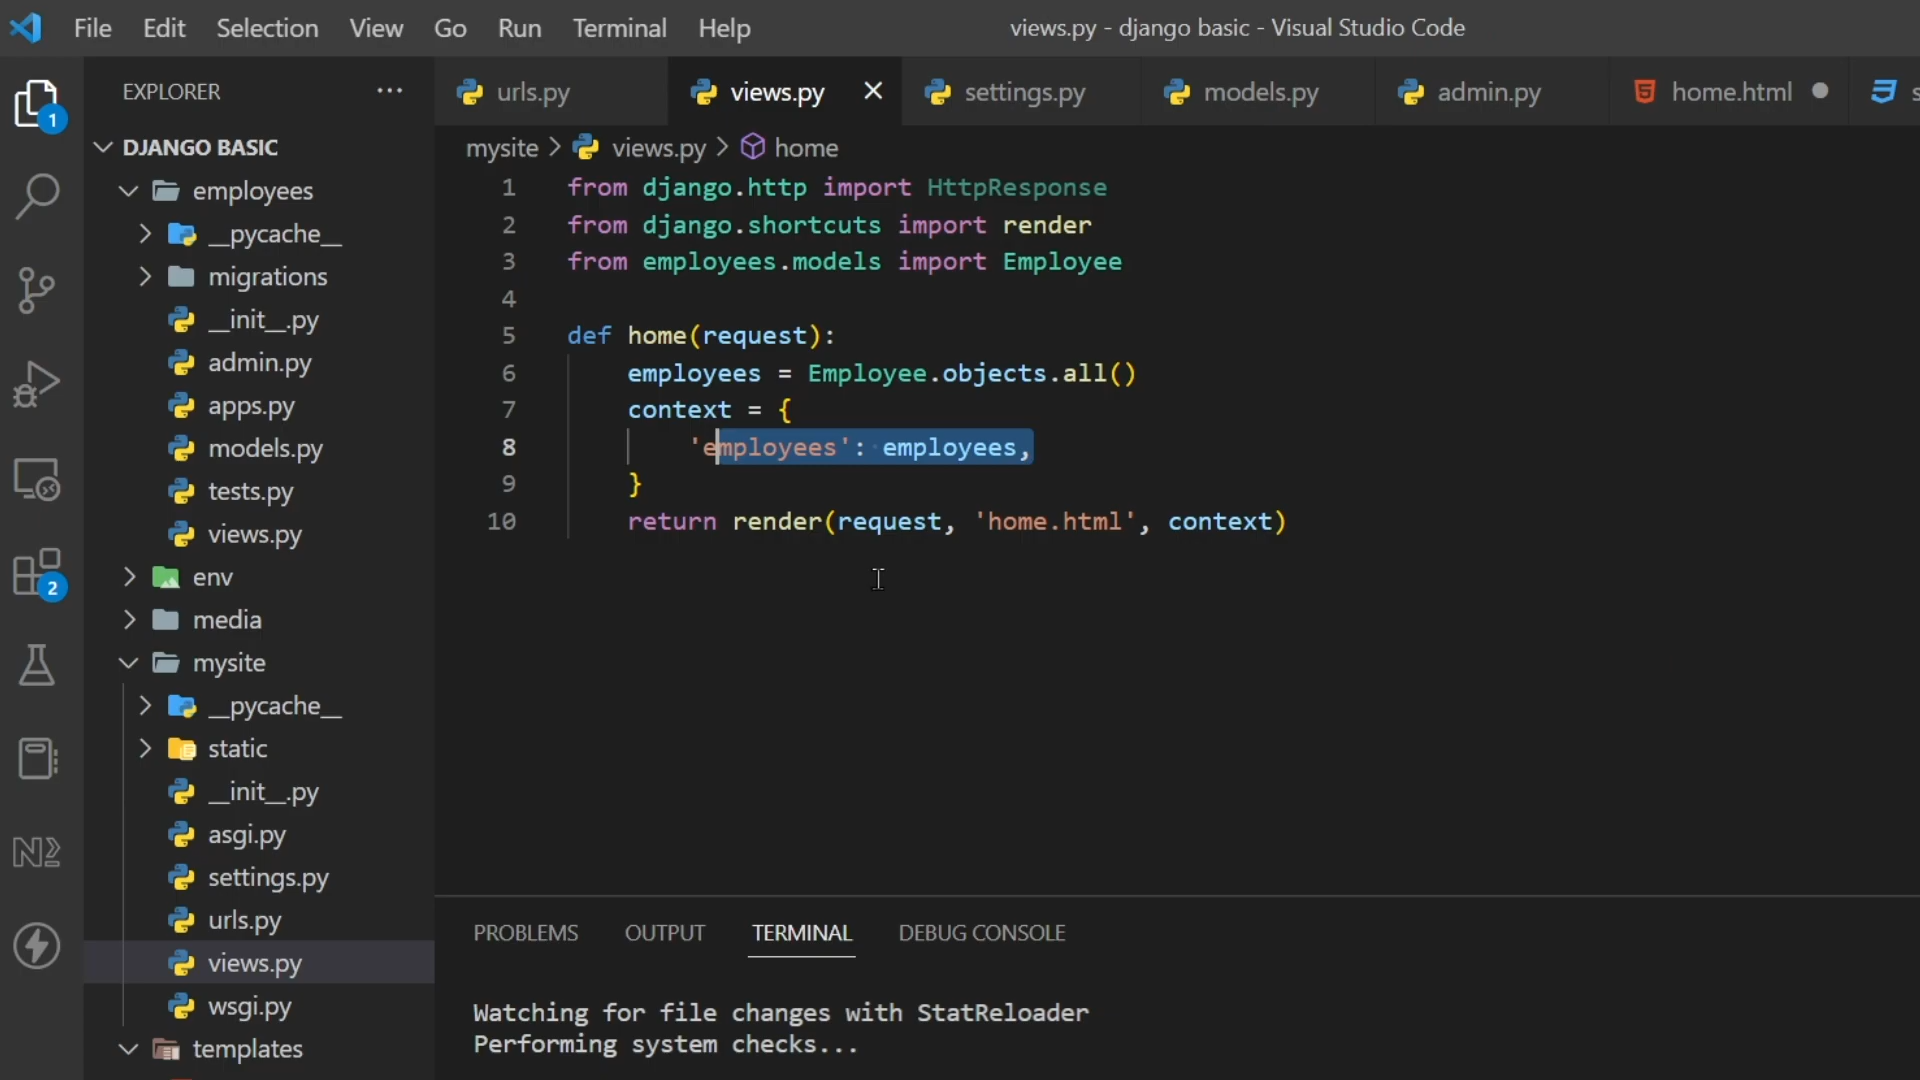 File Edit Selection View Go Run Terminal Help views.py - django basic - Visual Studio Code
EXPLORER ...
urls.py views.py settings.py models.py admin.py home.html
1
DJANGO BASIC
employees
__pycache__
migrations
__init__.py
admin.py
apps.py
models.py
tests.py
views.py
env
2
media
mysite
__pycache__
static
__init__.py
asgi.py
settings.py
urls.py
views.py
wsgi.py
templates
mysite > views.py > home
1 from django.http import HttpResponse
2 from django.shortcuts import render
3 from employees.models import Employee
4
5 def home(request):
6 employees = Employee.objects.all()
7 context = {
8 'employees': employees,
9 }
10 return render(request, 'home.html', context)
PROBLEMS OUTPUT TERMINAL DEBUG CONSOLE
Watching for file changes with StatReloader
Performing system checks...